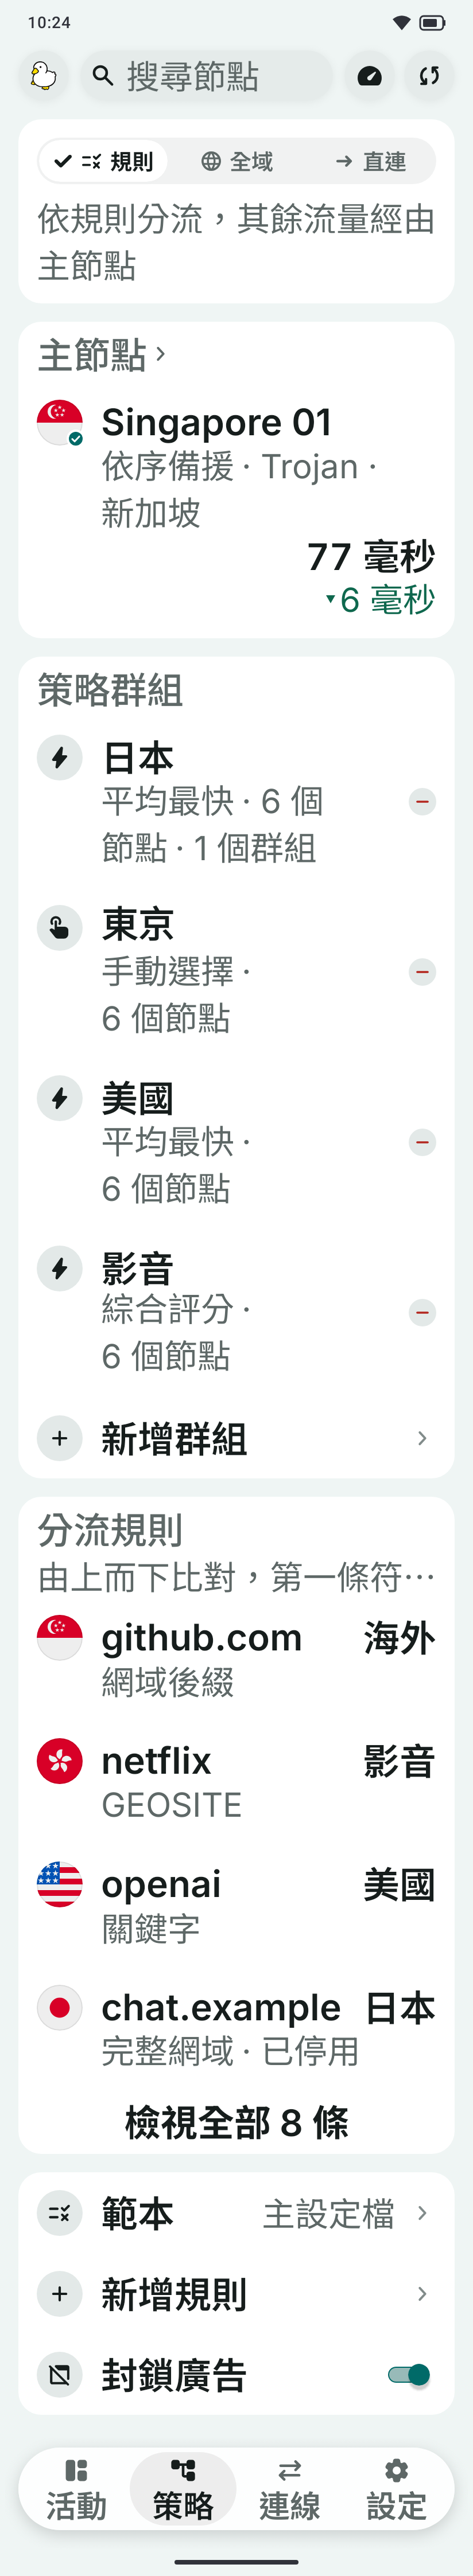 10:24
搜尋節點
規則
全域
直連
依規則分流，其餘流量經由
主節點
主節點
Singapore 01
依序備援 · Trojan ·
新加坡
77 毫秒
▼6 毫秒
策略群組
日本
平均最快 · 6 個
節點 · 1 個群組
東京
手動選擇 ·
6 個節點
美國
平均最快 ·
6 個節點
影音
綜合評分 ·
6 個節點
新增群組
分流規則
由上而下比對，第一條符…
github.com
海外
網域後綴
netflix
影音
GEOSITE
openai
美國
關鍵字
chat.example
日本
完整網域 · 已停用
檢視全部 8 條
範本
主設定檔
新增規則
封鎖廣告
活動
策略
連線
設定